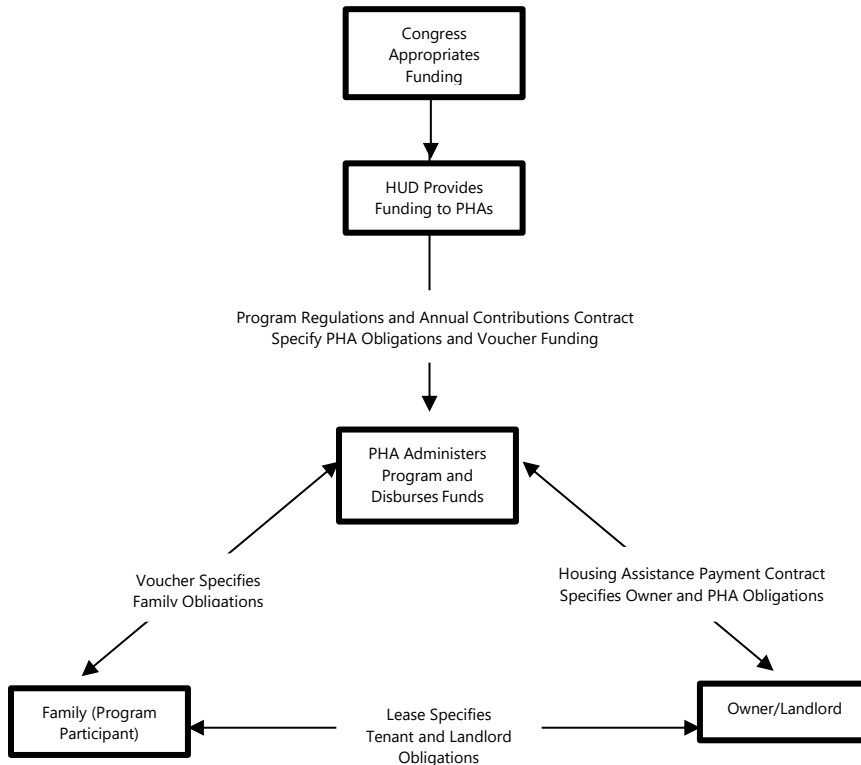 Congress
Appropriates
Funding
HUD Provides
Funding to PHAs
Program Regulations and Annual Contributions Contract
Specify PHA Obligations and Voucher Funding
PHA Administers
Program and
Disburses Funds
Voucher Specifies
Family Obligations
Housing Assistance Payment Contract
Specifies Owner and PHA Obligations
Family (Program
Participant)
Lease Specifies
Tenant and Landlord
Obligations
Owner/Landlord